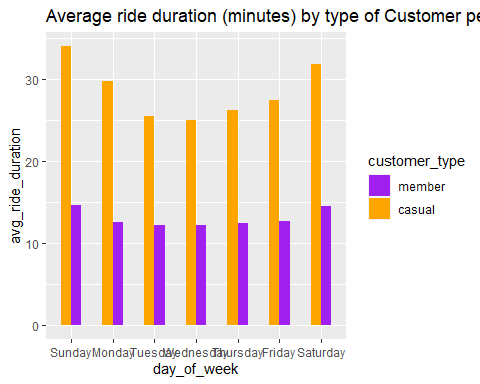 Average ride duration (minutes) by type of Customer pe
avg_ride_duration
30
20
10
0
Sunday Monday Tuesday Wednesday Thursday Friday Saturday
day_of_week
customer_type
member
casual